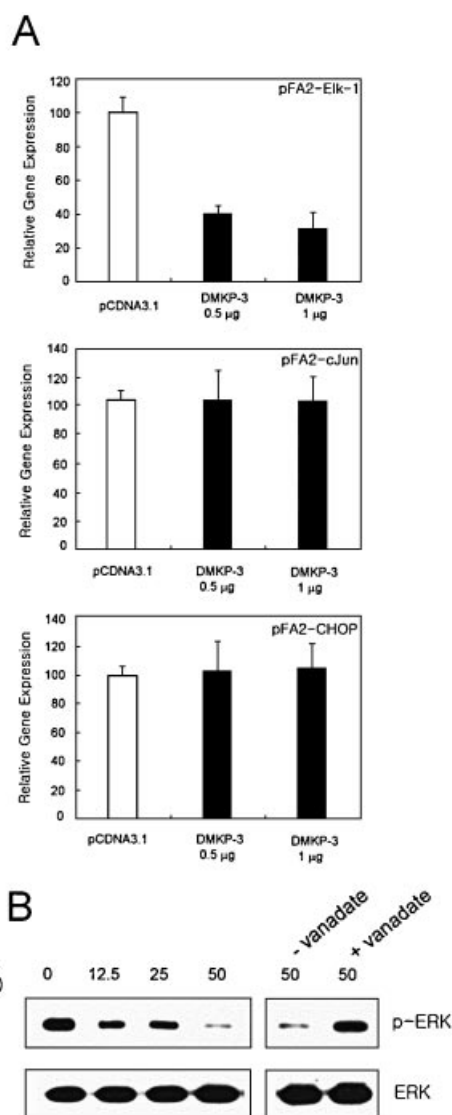 A
pFA2-Elk-1
Relative Gene Expression
120
100
80
60
40
20
0
pCDNA3.1
DMKP-3
0.5 μg
DMKP-3
1 μg
pFA2-cJun
Relative Gene Expression
140
120
100
80
60
40
20
0
pCDNA3.1
DMKP-3
0.5 μg
DMKP-3
1 μg
pFA2-CHOP
Relative Gene Expression
140
120
100
80
60
40
20
0
pCDNA3.1
DMKP-3
0.5 μg
DMKP-3
1 μg
B
- vanadate
+ vanadate
0 12.5 25 50 50 50
p-ERK
ERK